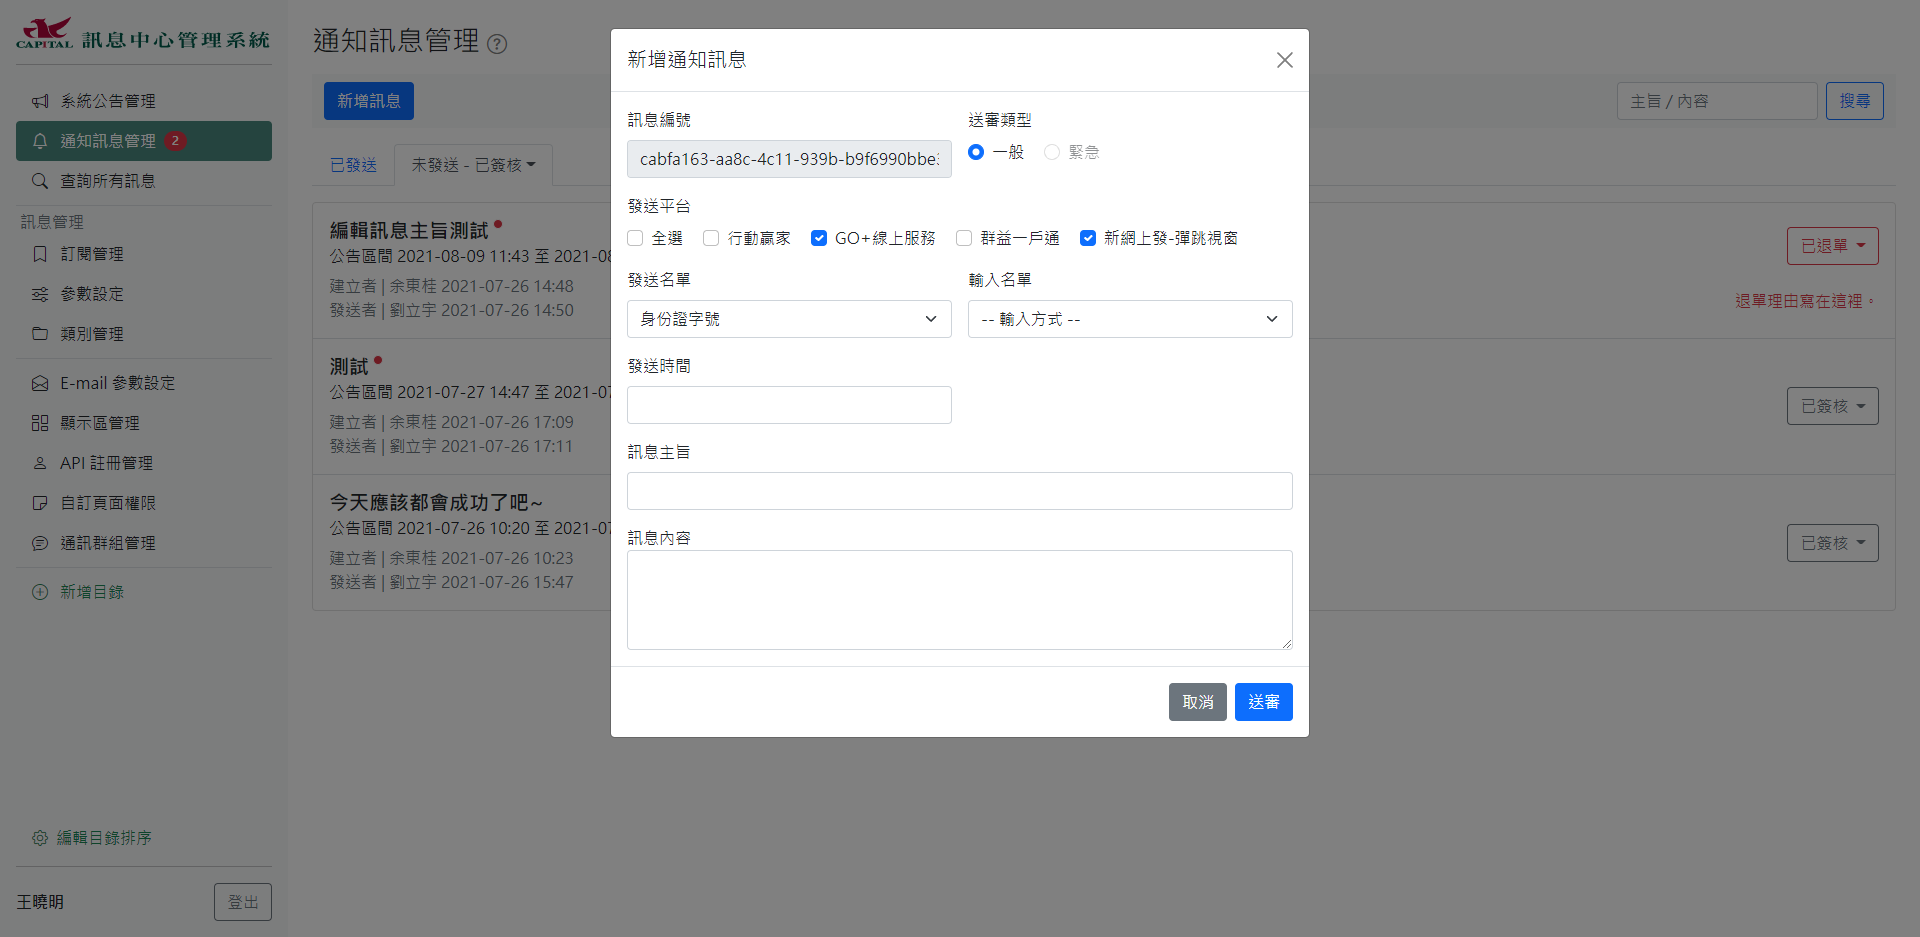 CAPITAL 訊息中心管理系統
系統公告管理
通知訊息管理 2
查詢所有訊息
訊息管理
訂閱管理
參數設定
類別管理
E-mail 參數設定
顯示區管理
API 註冊管理
自訂頁面權限
通訊群組管理
新增目錄
編輯目錄排序
王曉明 登出
通知訊息管理 ?
新增訊息 主旨 / 內容 搜尋
已發送 未發送 - 已簽核
編輯訊息主旨測試
公告區間 2021-08-09 11:43 至 2021-08
建立者 | 余東桂 2021-07-26 14:48
發送者 | 劉立宇 2021-07-26 14:50
已退單
退單理由寫在這裡。
測試
公告區間 2021-07-27 14:47 至 2021-07
建立者 | 余東桂 2021-07-26 17:09
發送者 | 劉立宇 2021-07-26 17:11
已簽核
今天應該都會成功了吧~
公告區間 2021-07-26 10:20 至 2021-07
建立者 | 余東桂 2021-07-26 10:23
發送者 | 劉立宇 2021-07-26 15:47
已簽核
新增通知訊息
訊息編號 送審類型
cabfa163-aa8c-4c11-939b-b9f6990bbe 一般 緊急
發送平台
全選 行動贏家 GO+線上服務 群益一戶通 新網上發-彈跳視窗
發送名單 輸入名單
身份證字號 -- 輸入方式 --
發送時間
訊息主旨
訊息內容
取消 送審